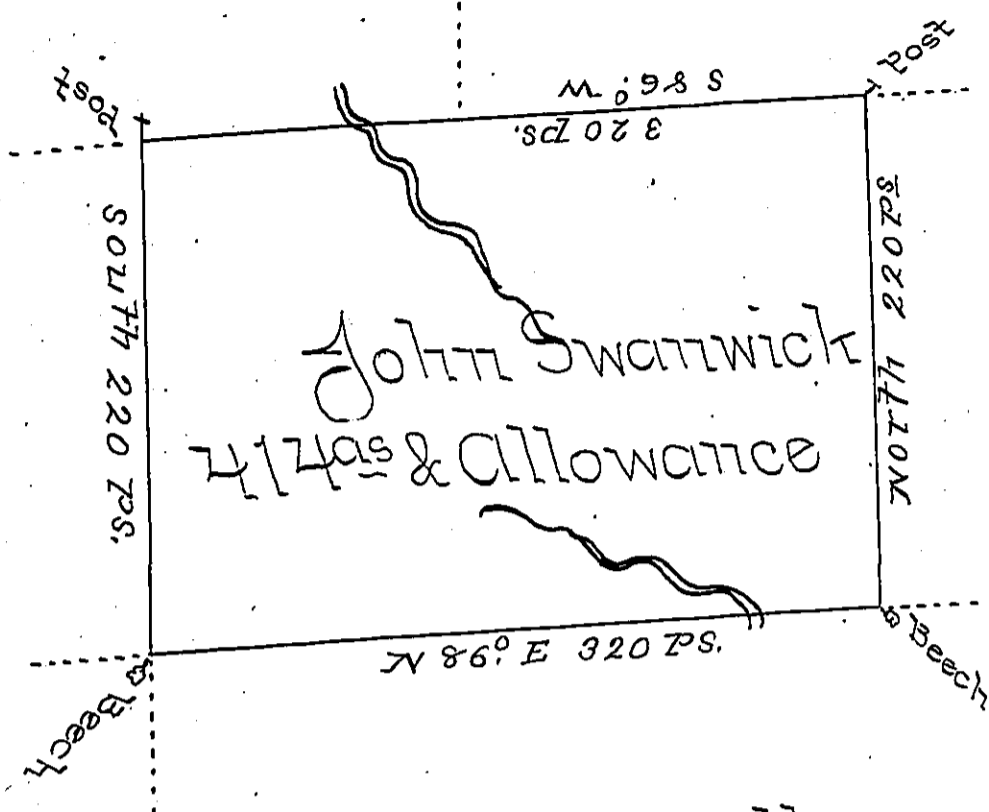 Post
Post
S 86° W
320 Ps.
South 220 Ps.
North 220 Ps
John Swanwick
414as & Allowance
N 86° E 320 Ps.
Beech
Beech